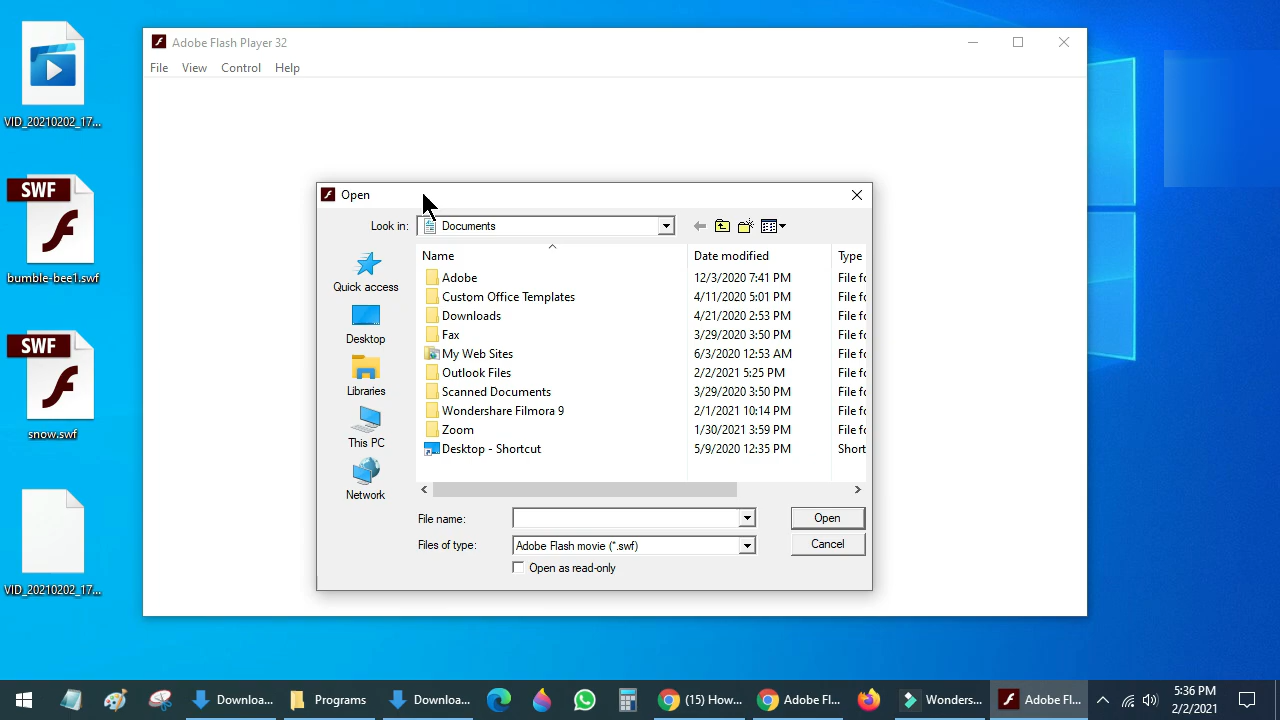 VID_20210202_17...
SWF
bumble-bee1.swf
SWF
snow.swf
VID_20210202_17...
Adobe Flash Player 32
File View Control Help
Open
Look in: Documents
Name Date modified Type
Adobe 12/3/2020 7:41 PM File fo
Custom Office Templates 4/11/2020 5:01 PM File fo
Downloads 4/21/2020 2:53 PM File fo
Fax 3/29/2020 3:50 PM File fo
My Web Sites 6/3/2020 12:53 AM File fo
Outlook Files 2/2/2021 5:25 PM File fo
Scanned Documents 3/29/2020 3:50 PM File fo
Wondershare Filmora 9 2/1/2021 10:14 PM File fo
Zoom 1/30/2021 3:59 PM File fo
Desktop - Shortcut 5/9/2020 12:35 PM Short
Quick access
Desktop
Libraries
This PC
Network
File name: Open
Files of type: Adobe Flash movie (*.swf) Cancel
Open as read-only
Downloa... Programs Downloa... (15) How... Adobe Fl... Wonders... Adobe Fl...
5:36 PM
2/2/2021